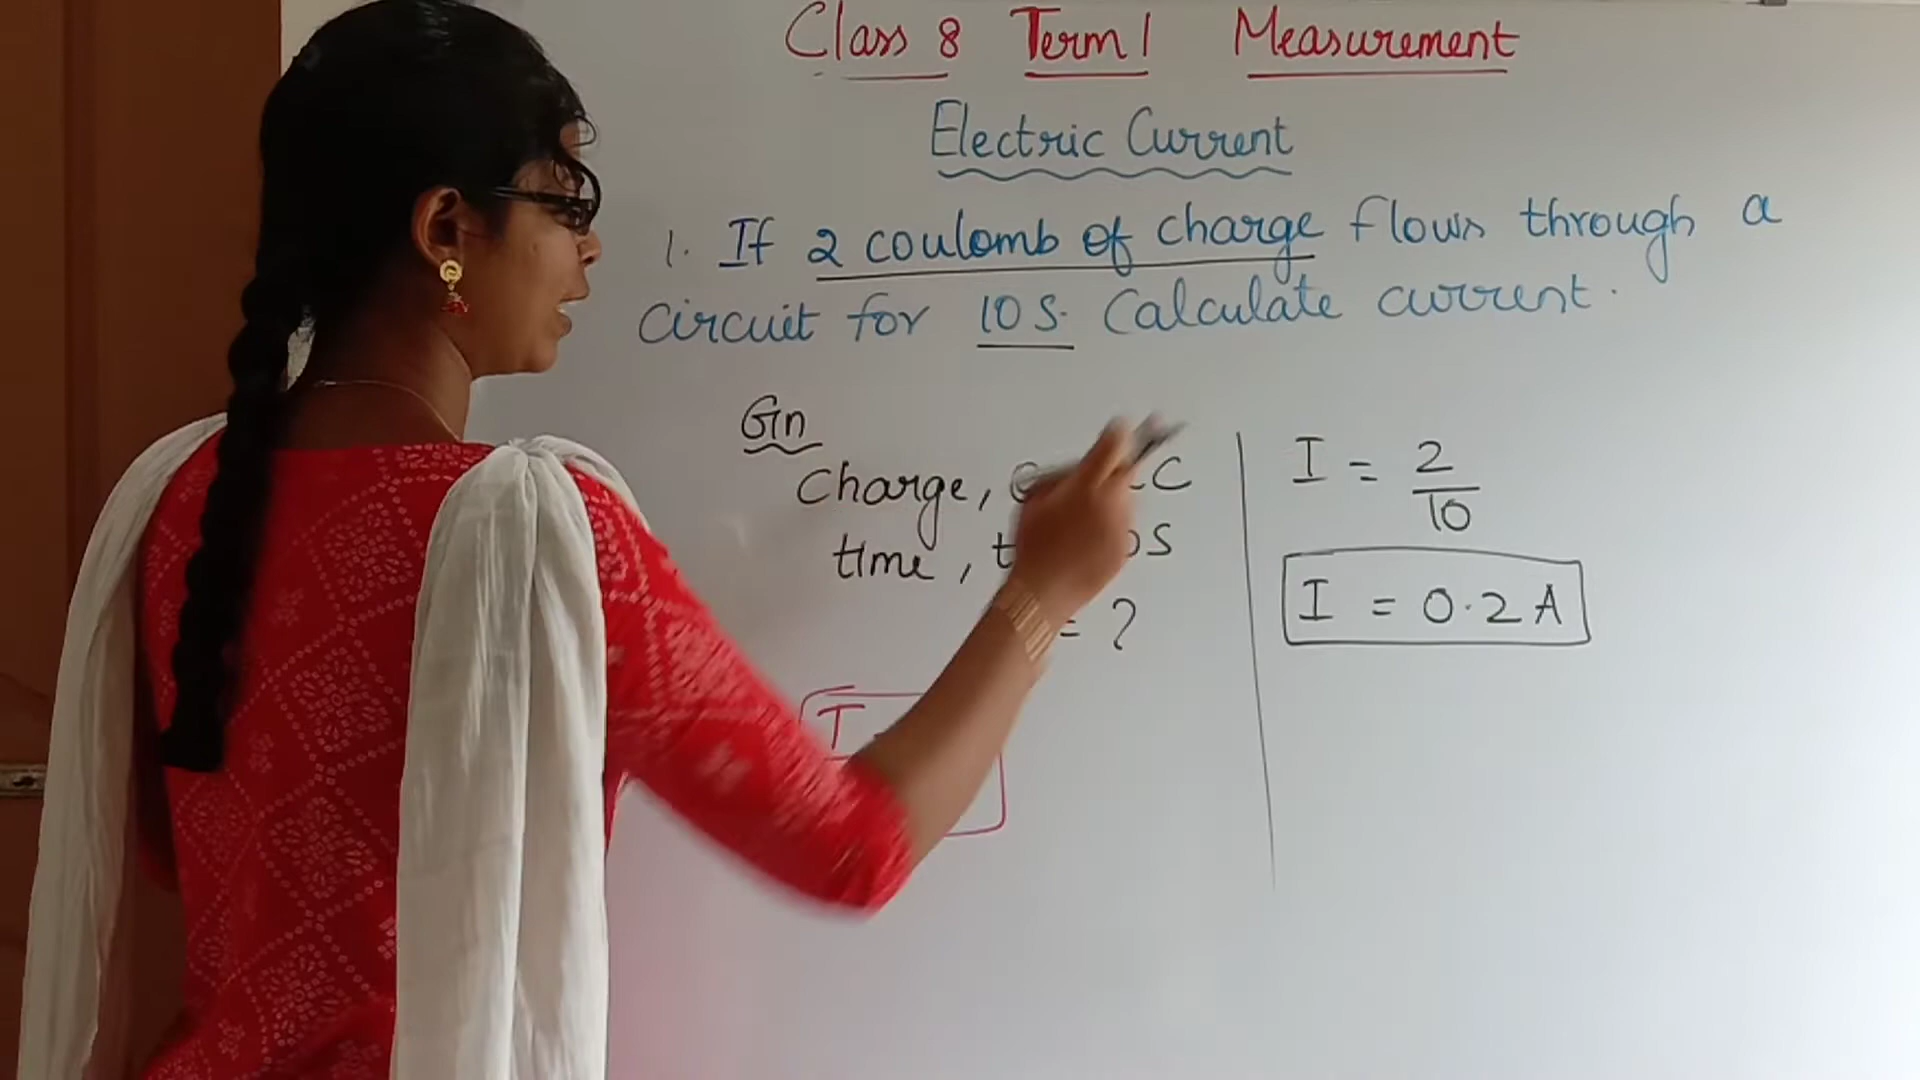 Class 8 Term 1 Measurement
Electric Current
1. If 2 coulomb of charge flows through a
circuit for 10 S. Calculate current.
Gn
Charge, C
time, t S
= ?
I
I = 2
10
I = 0.2 A